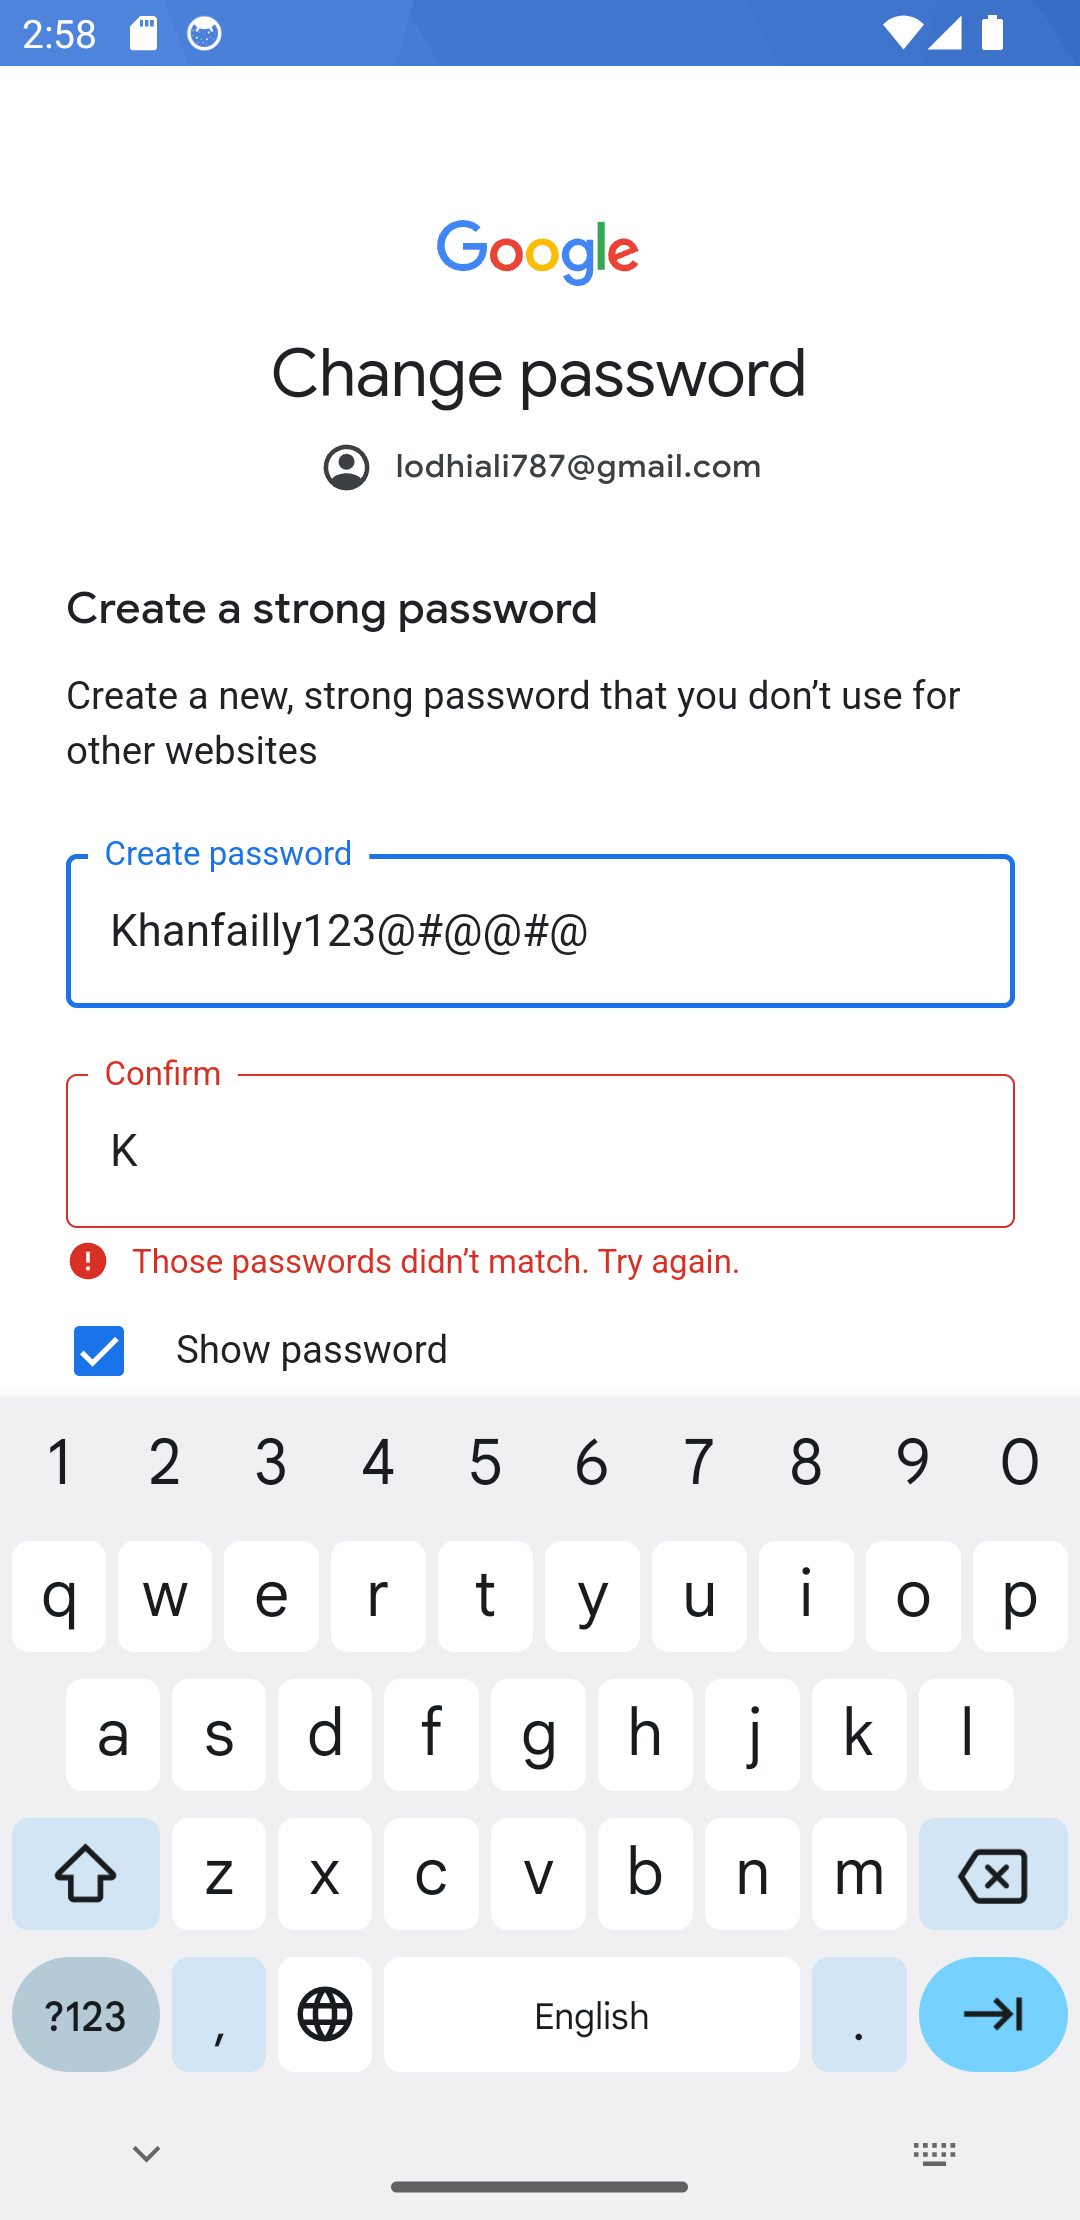 2:58
Google
Change password
lodhiali787@gmail.com
Create a strong password
Create a new, strong password that you don’t use for
other websites
Create password
Khanfailly123@#@@#@
Confirm
K
Those passwords didn’t match. Try again.
Show password
1 2 3 4 5 6 7 8 9 0
q w e r t y u i o p
a s d f g h j k l
z x c v b n m
?123 , English .